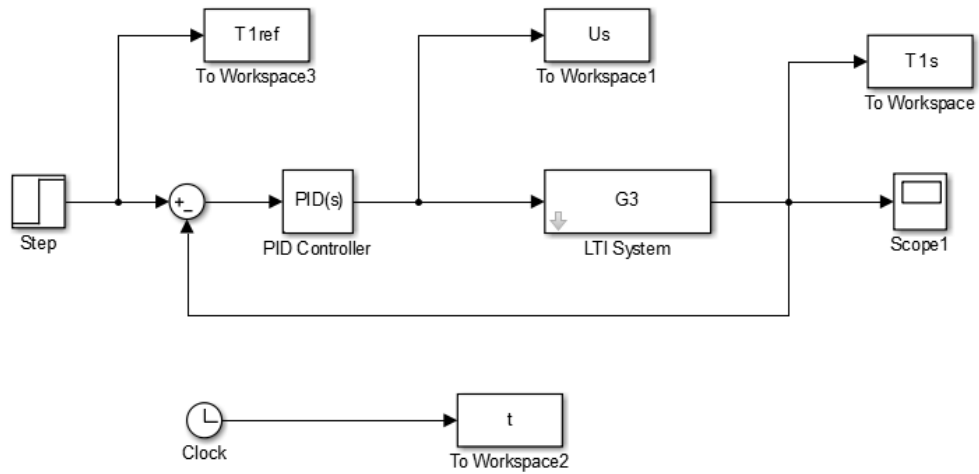 T1ref
To Workspace3
Us
To Workspace1
T1s
To Workspace
Step
+
−
PID(s)
PID Controller
G3
LTI System
Scope1
Clock
t
To Workspace2